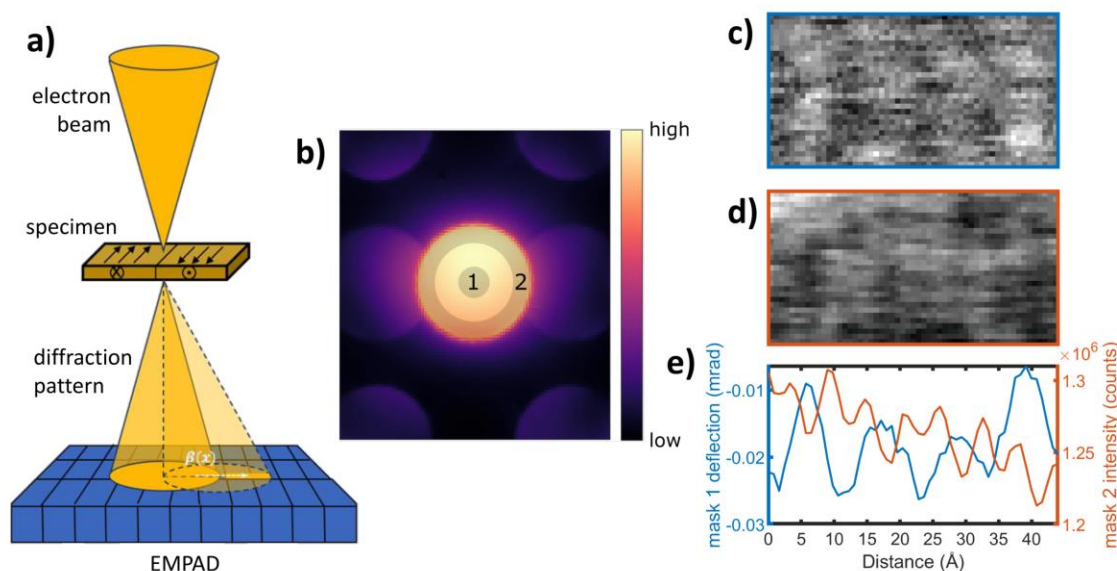 a)
electron
beam
specimen
diffraction
pattern
β(x)
EMPAD
b)
1
2
high
low
c)
d)
e)
mask 1 deflection (mrad)
-0.01
-0.02
-0.03
0 5 10 15 20 25 30 35 40
Distance (Å)
× 10⁶
1.3
1.25
1.2
mask 2 intensity (counts)